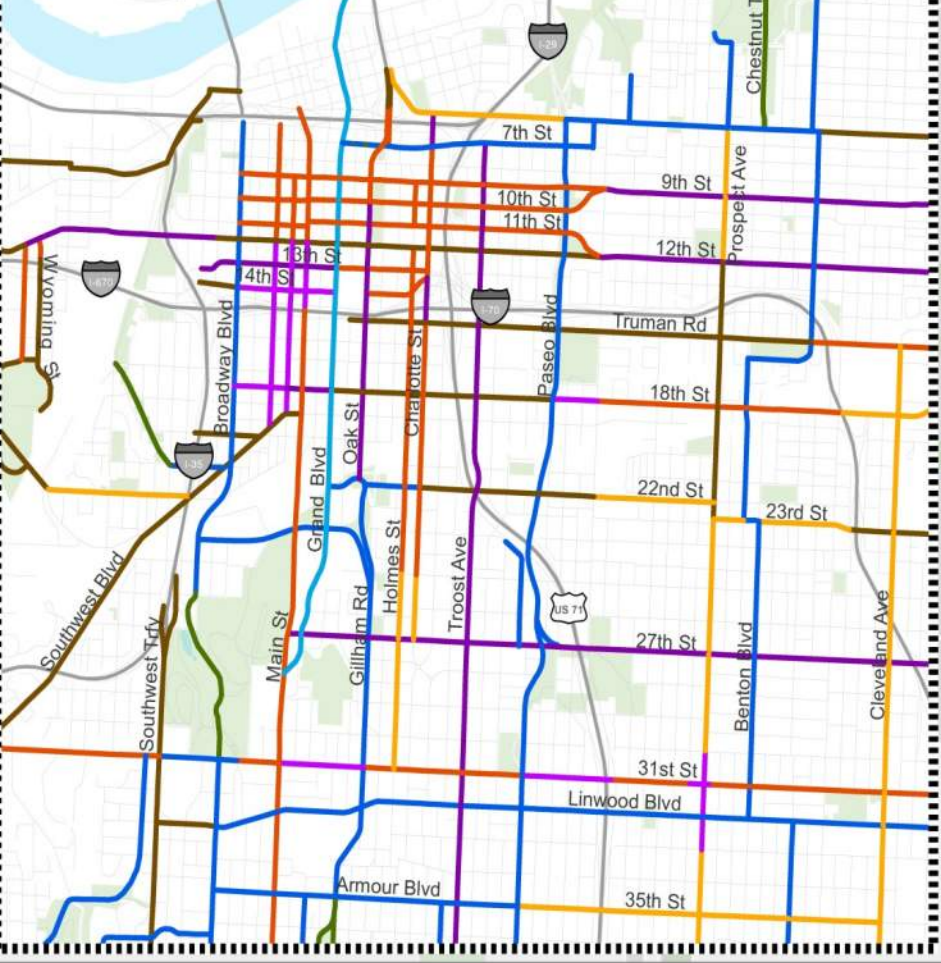 Chestnut T
I-29
7th St
9th St
Prospect Ave
10th St
11th St
12th St
13th St
14th S
I-670
Wyoming St
I-70
Truman Rd
Broadway Blvd
Paseo Blvd
Charlotte St
18th St
Oak St
I-35
Grand Blvd
22nd St
23rd St
Holmes St
Troost Ave
Southwest Blvd
US 71
Gillham Rd
Main St
Southwest Trfy
27th St
Benton Blvd
Cleveland Ave
31st St
Linwood Blvd
Armour Blvd
35th St